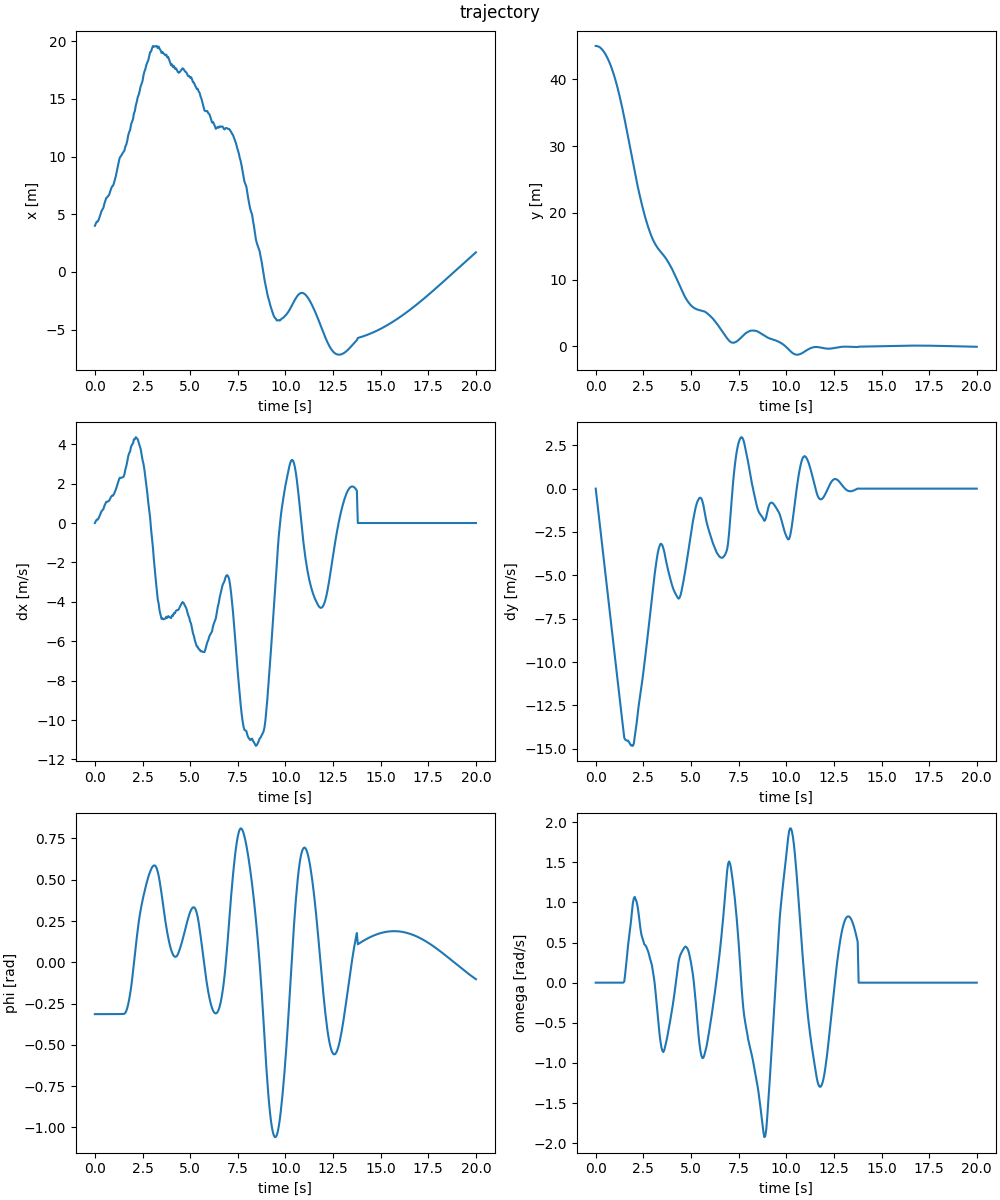 trajectory
20
15
10
5
0
−5
x [m]
0.0 2.5 5.0 7.5 10.0 12.5 15.0 17.5 20.0
time [s]
40
30
20
10
0
y [m]
0.0 2.5 5.0 7.5 10.0 12.5 15.0 17.5 20.0
time [s]
4
2
0
−2
−4
−6
−8
−10
−12
dx [m/s]
0.0 2.5 5.0 7.5 10.0 12.5 15.0 17.5 20.0
time [s]
2.5
0.0
−2.5
−5.0
−7.5
−10.0
−12.5
−15.0
dy [m/s]
0.0 2.5 5.0 7.5 10.0 12.5 15.0 17.5 20.0
time [s]
0.75
0.50
0.25
0.00
−0.25
−0.50
−0.75
−1.00
phi [rad]
0.0 2.5 5.0 7.5 10.0 12.5 15.0 17.5 20.0
time [s]
2.0
1.5
1.0
0.5
0.0
−0.5
−1.0
−1.5
−2.0
omega [rad/s]
0.0 2.5 5.0 7.5 10.0 12.5 15.0 17.5 20.0
time [s]